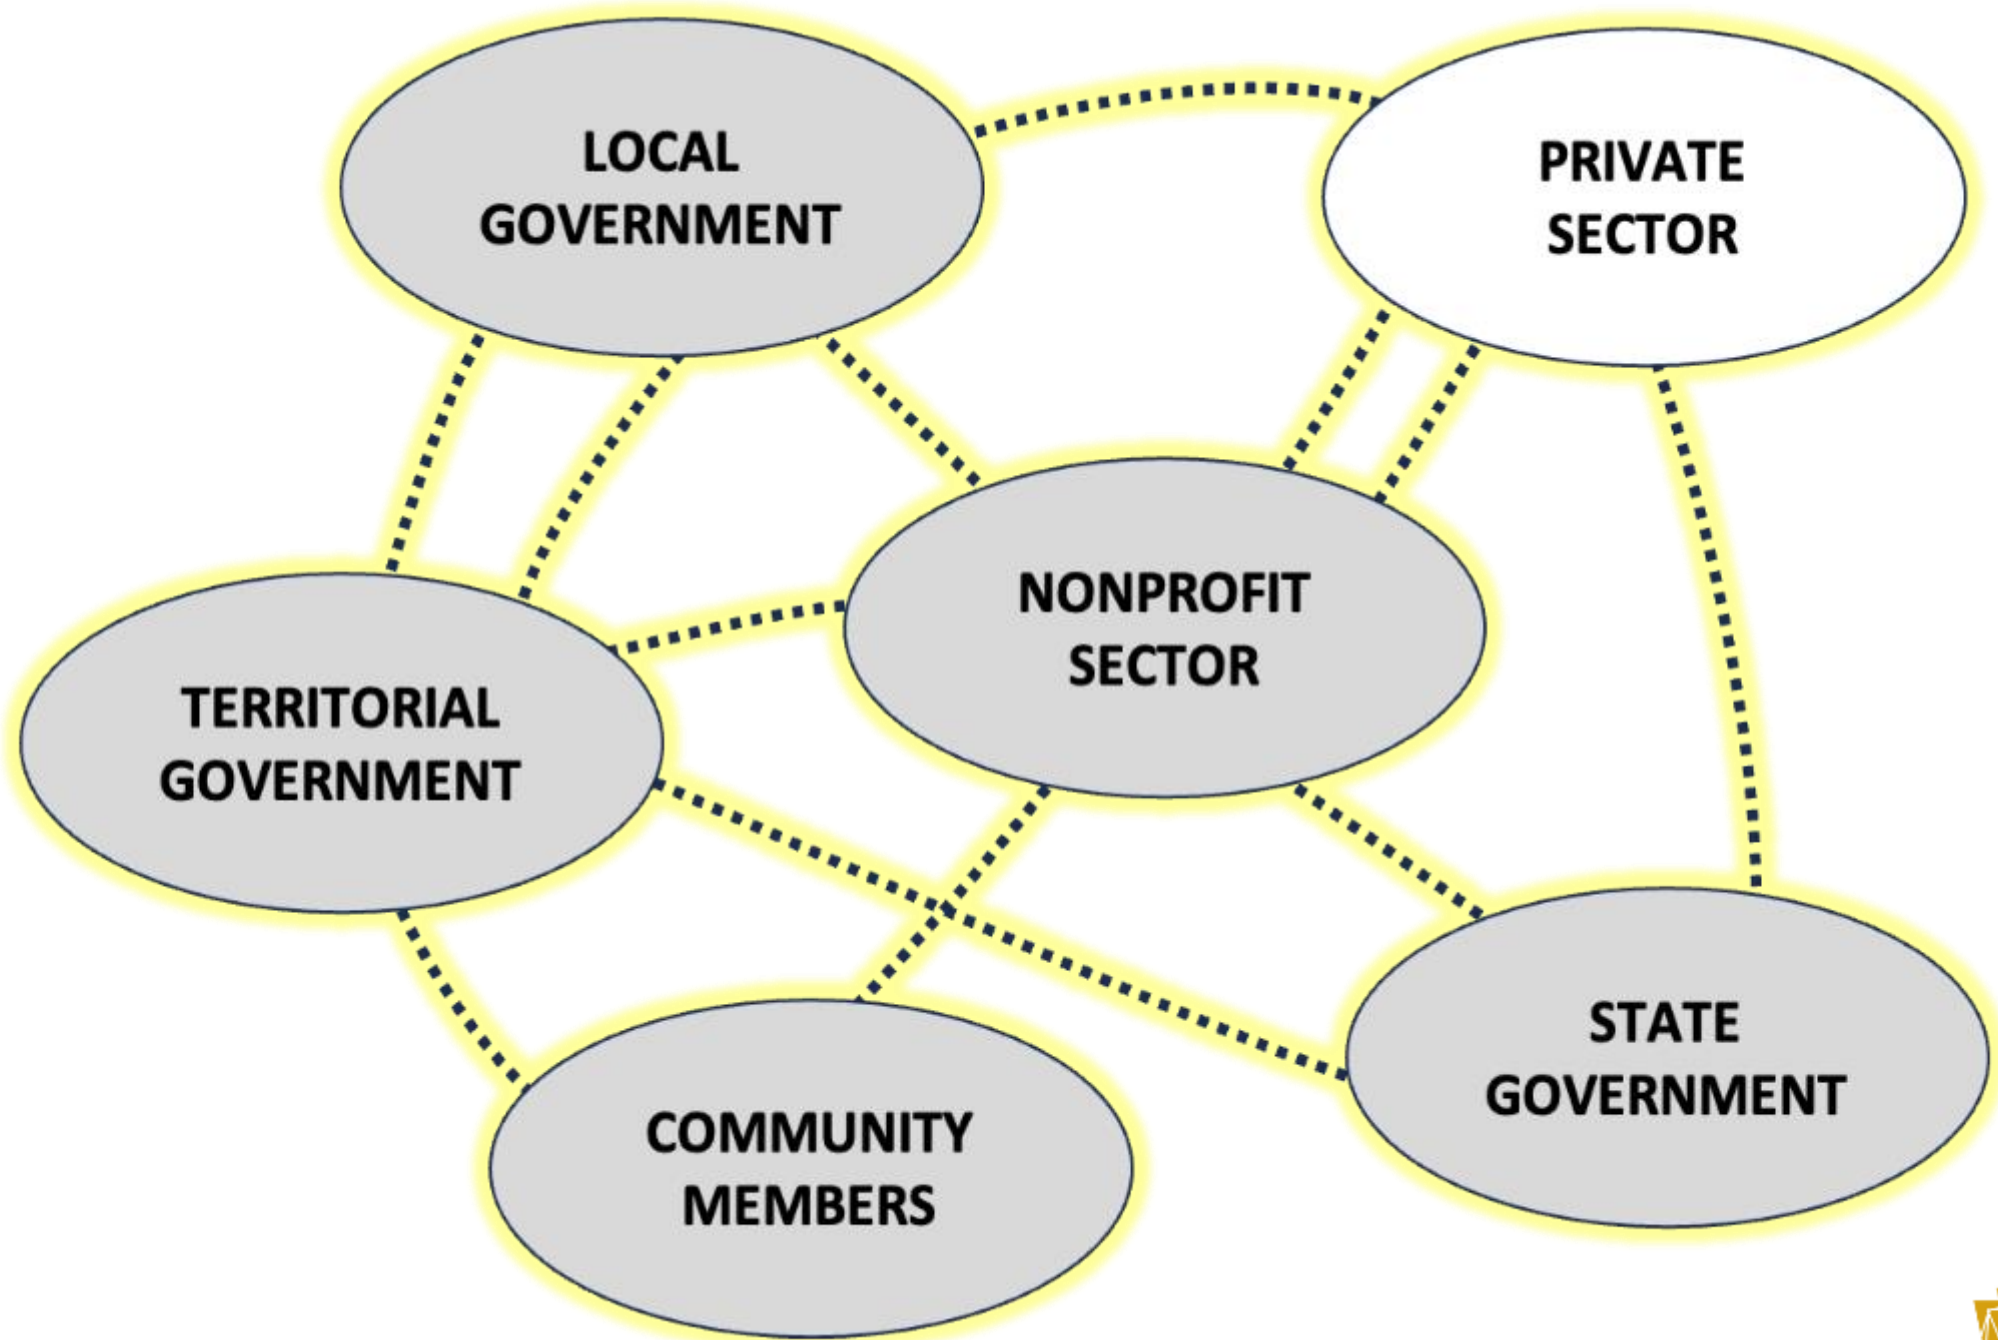 LOCAL
GOVERNMENT
PRIVATE
SECTOR
NONPROFIT
SECTOR
TERRITORIAL
GOVERNMENT
STATE
GOVERNMENT
COMMUNITY
MEMBERS